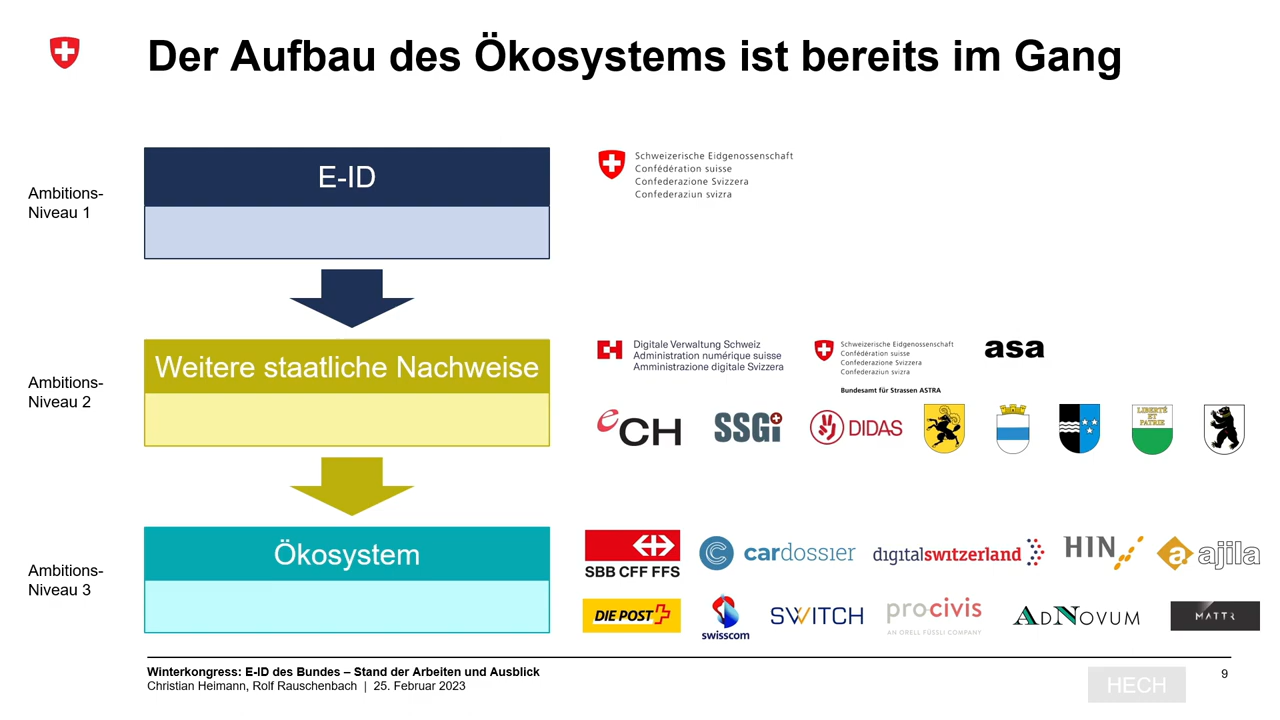 Der Aufbau des Ökosystems ist bereits im Gang
Ambitions-
Niveau 1
E-ID
Schweizerische Eidgenossenschaft
Confédération suisse
Confederazione Svizzera
Confederaziun svizra
Ambitions-
Niveau 2
Weitere staatliche Nachweise
Digitale Verwaltung Schweiz
Administration numérique suisse
Amministrazione digitale Svizzera
Schweizerische Eidgenossenschaft
Confédération suisse
Confederazione Svizzera
Confederaziun svizra
Bundesamt für Strassen ASTRA
asa
eCH
SSGi
DIDAS
LIBERTÉ
ET
PATRIE
Ambitions-
Niveau 3
Ökosystem
SBB CFF FFS
cardossier
digitalswitzerland
HIN
a.
ajila
DIE POST
swisscom
SWITCH
procivis
AN ORELL FÜSSLI COMPANY
ADNOVUM
MATTR
Winterkongress: E-ID des Bundes – Stand der Arbeiten und Ausblick
Christian Heimann, Rolf Rauschenbach | 25. Februar 2023
9
HECH